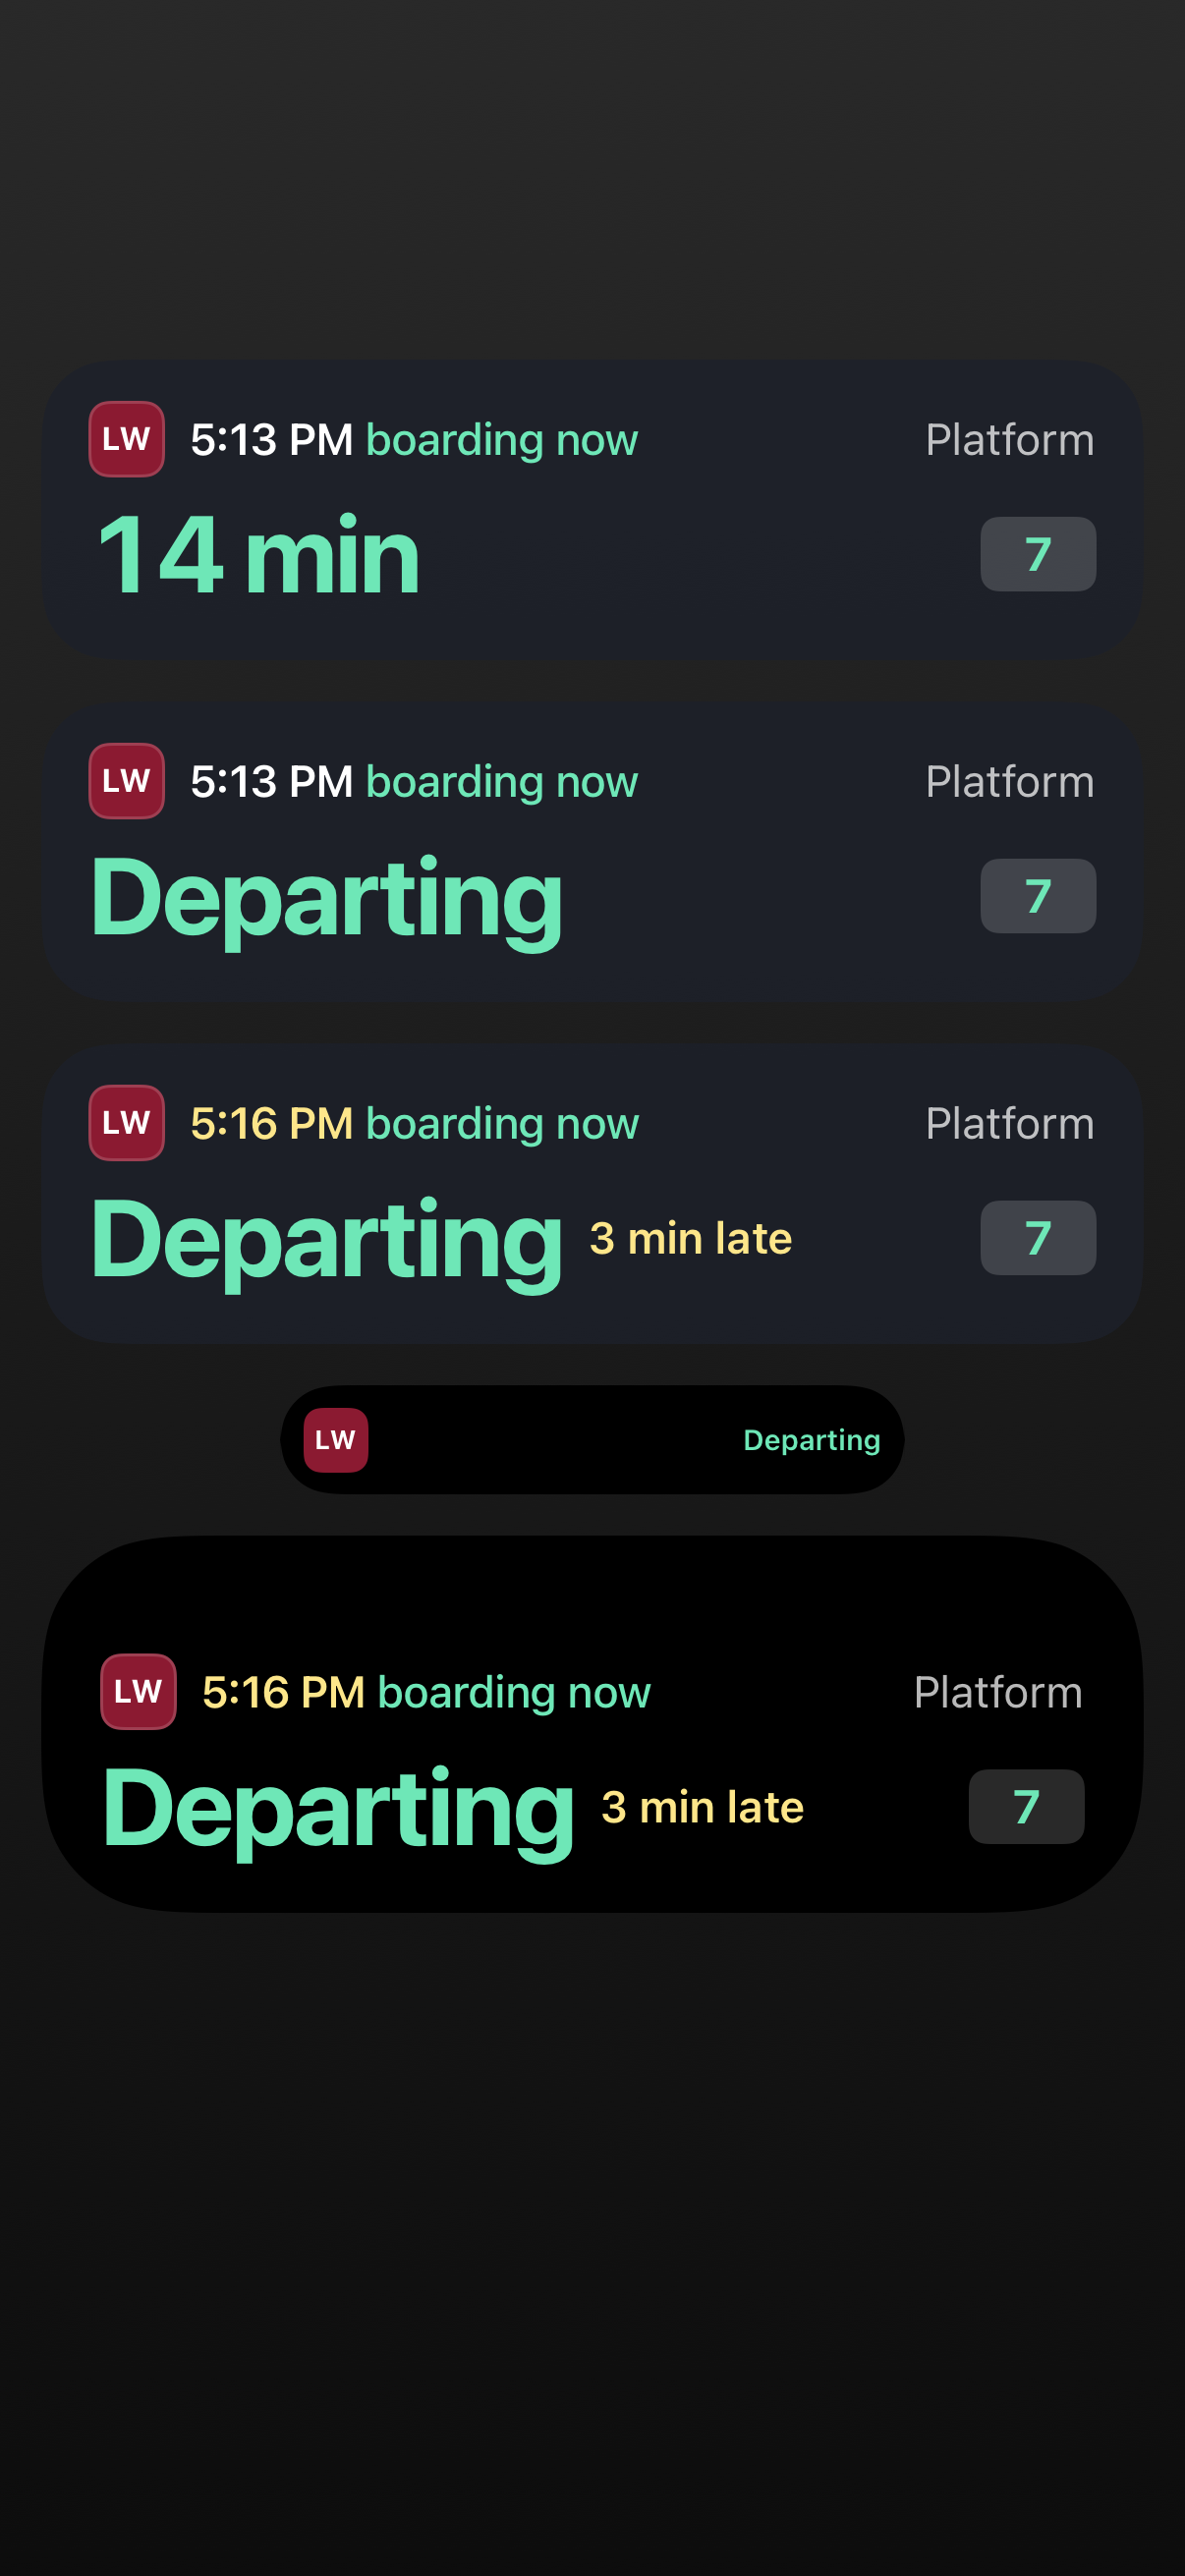 LW 5:13 PM boarding now Platform
14 min 7
LW 5:13 PM boarding now Platform
Departing 7
LW 5:16 PM boarding now Platform
Departing 3 min late 7
LW Departing
LW 5:16 PM boarding now Platform
Departing 3 min late 7